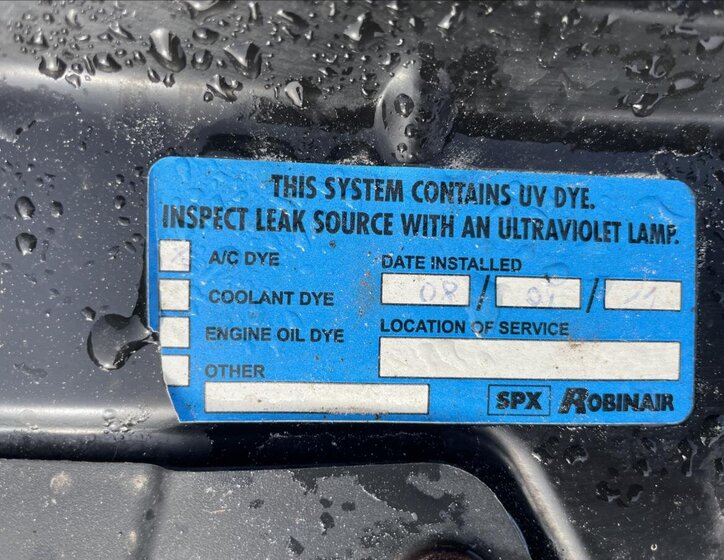 THIS SYSTEM CONTAINS UV DYE.
INSPECT LEAK SOURCE WITH AN ULTRAVIOLET LAMP.
A/C DYE
COOLANT DYE
ENGINE OIL DYE
OTHER
DATE INSTALLED
08 / / 11
LOCATION OF SERVICE
SPX ROBINAIR